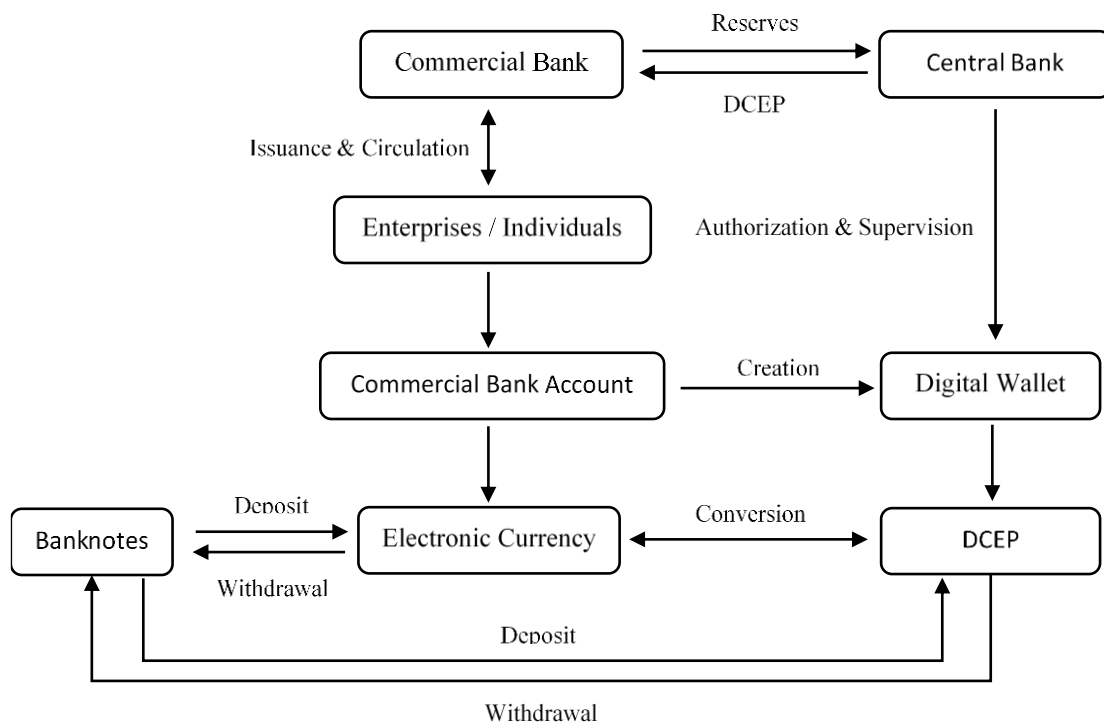 Reserves
Commercial Bank
Central Bank
DCEP
Issuance & Circulation
Enterprises / Individuals
Authorization & Supervision
Commercial Bank Account
Creation
Digital Wallet
Deposit
Banknotes
Electronic Currency
Conversion
DCEP
Withdrawal
Deposit
Withdrawal